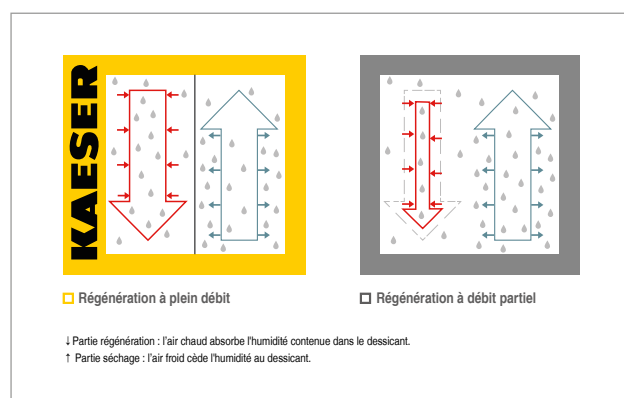 KAESER
Régénération à plein débit
Régénération à débit partiel
↓ Partie régénération : l'air chaud absorbe l'humidité contenue dans le dessicant.
↑ Partie séchage : l'air froid cède l'humidité au dessicant.